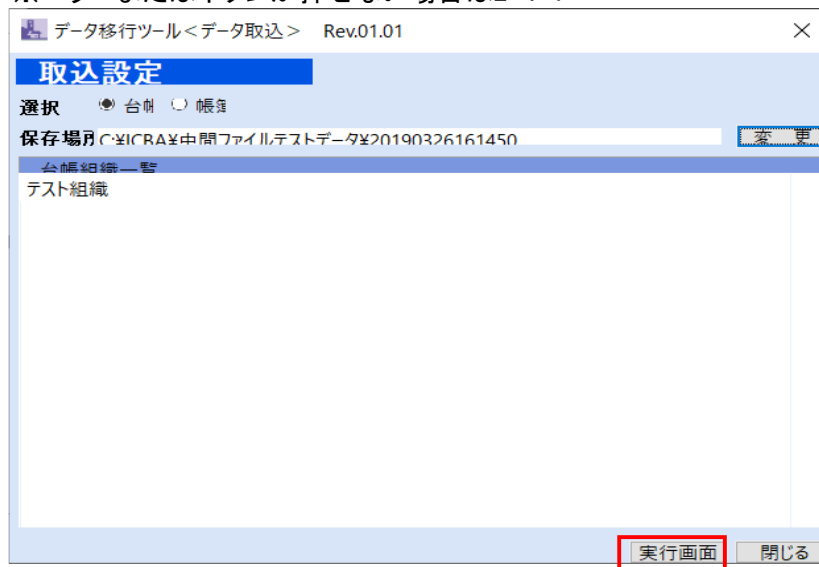 データ移行ツール＜データ取込＞ Rev.01.01
取込設定
選択 台帳 帳簿
保存場所 C:¥ICBA¥中間ファイルテストデータ¥20190326161450 変 更
台帳組織一覧
テスト組織
実行画面 閉じる